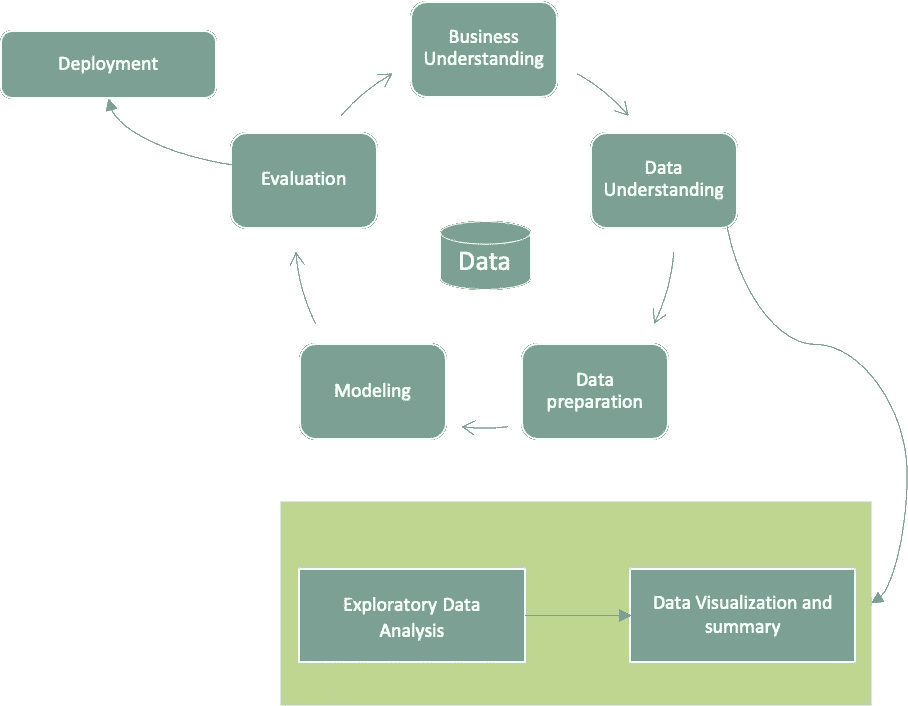 Business
Understanding
Deployment
Data
Understanding
Evaluation
Data
Data
preparation
Modeling
Exploratory Data
Analysis
Data Visualization and
summary